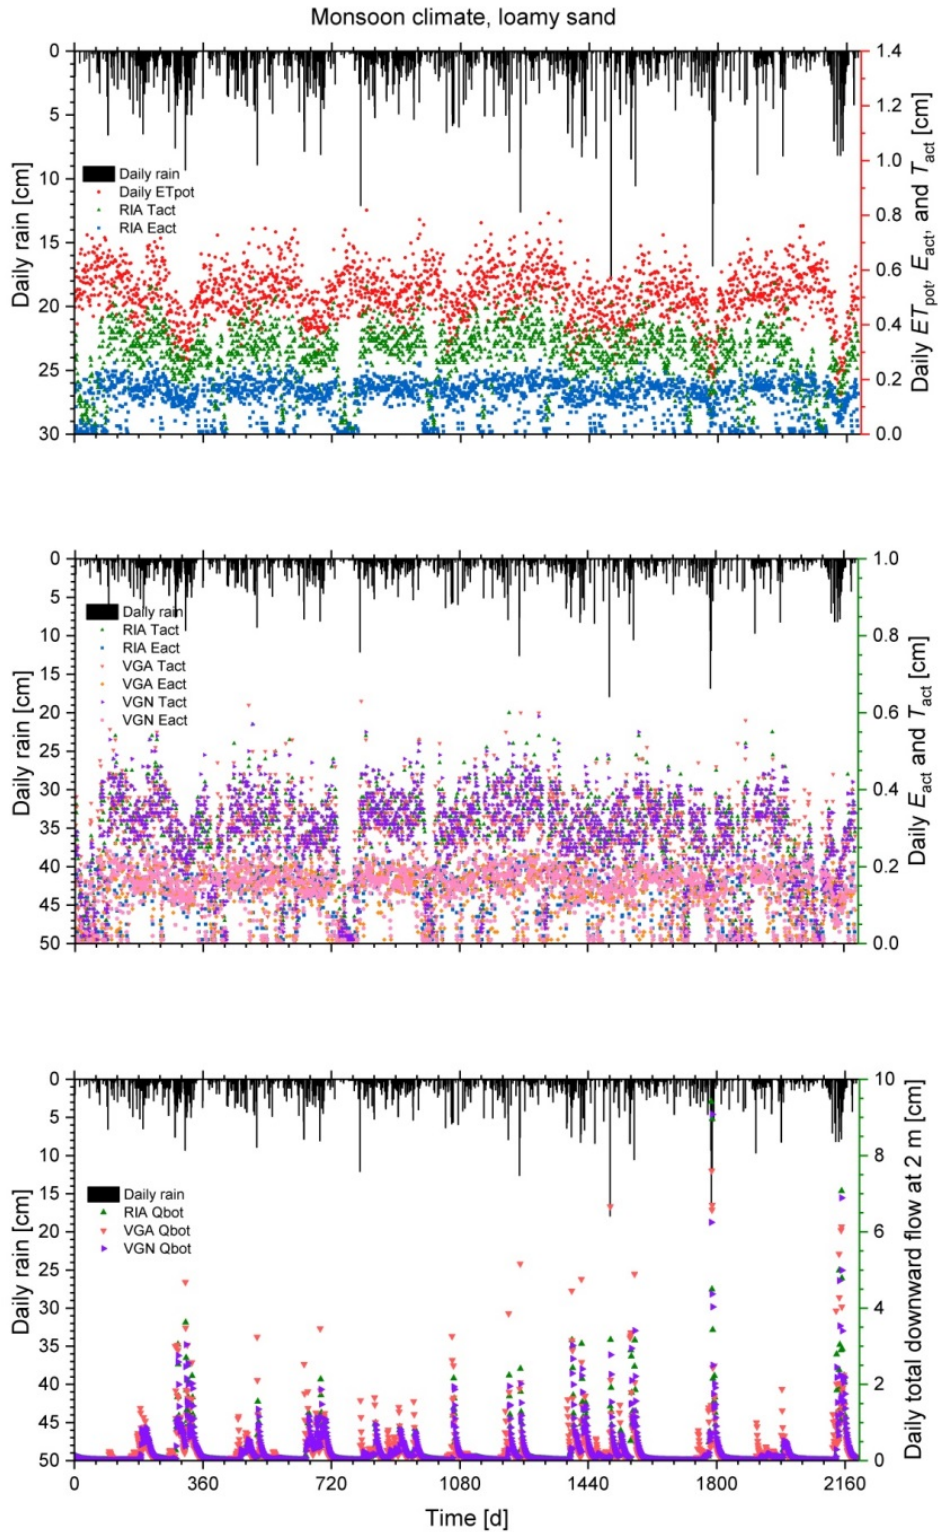 Monsoon climate, loamy sand
0
5
10
15
20
25
30
Daily rain [cm]
Daily rain
Daily ETpot
RIA Tact
RIA Eact
1.4
1.2
1.0
0.8
0.6
0.4
0.2
0.0
Daily ETpot, Eact, and Tact [cm]
0
5
10
15
20
25
30
35
40
45
50
Daily rain [cm]
Daily rain
RIA Tact
RIA Eact
VGA Tact
VGA Eact
VGN Tact
VGN Eact
1.0
0.8
0.6
0.4
0.2
0.0
Daily Eact and Tact [cm]
0
5
10
15
20
25
30
35
40
45
50
Daily rain [cm]
Daily rain
RIA Qbot
VGA Qbot
VGN Qbot
10
8
6
4
2
0
Daily total downward flow at 2 m [cm]
0 360 720 1080 1440 1800 2160
Time [d]